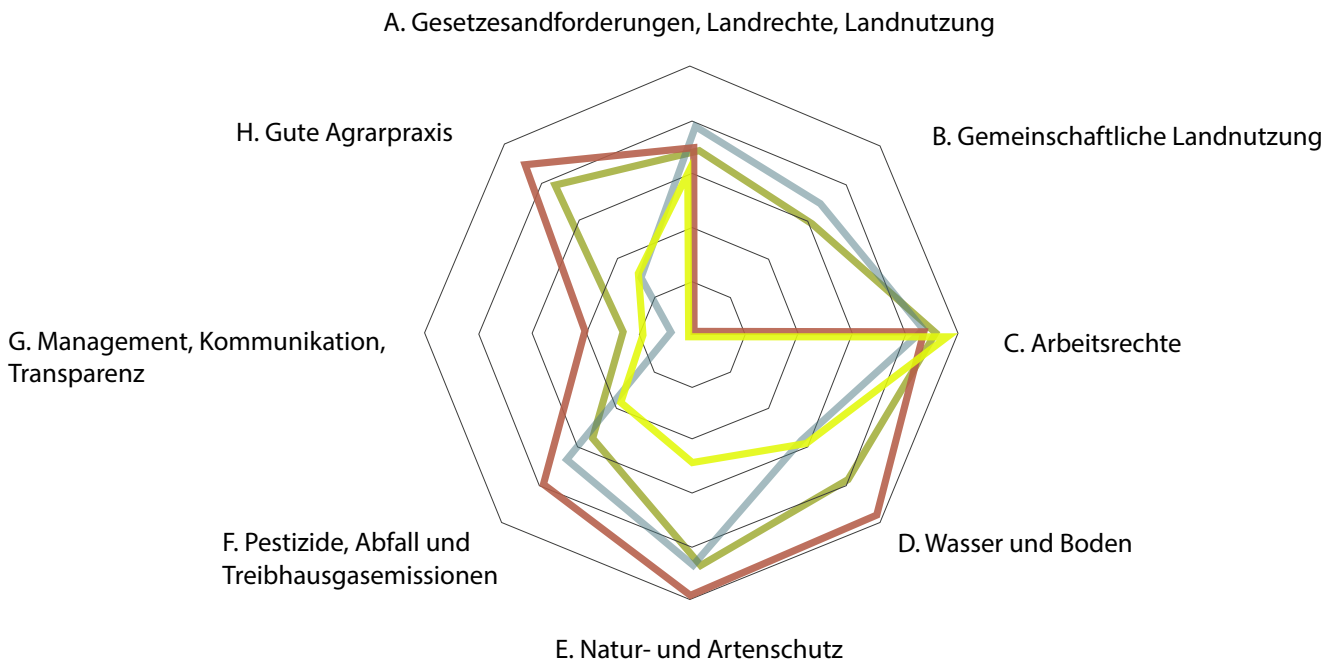 A. Gesetzesandforderungen, Landrechte, Landnutzung
B. Gemeinschaftliche Landnutzung
C. Arbeitsrechte
D. Wasser und Boden
E. Natur- und Artenschutz
F. Pestizide, Abfall und
Treibhausgasemissionen
G. Management, Kommunikation,
Transparenz
H. Gute Agrarpraxis